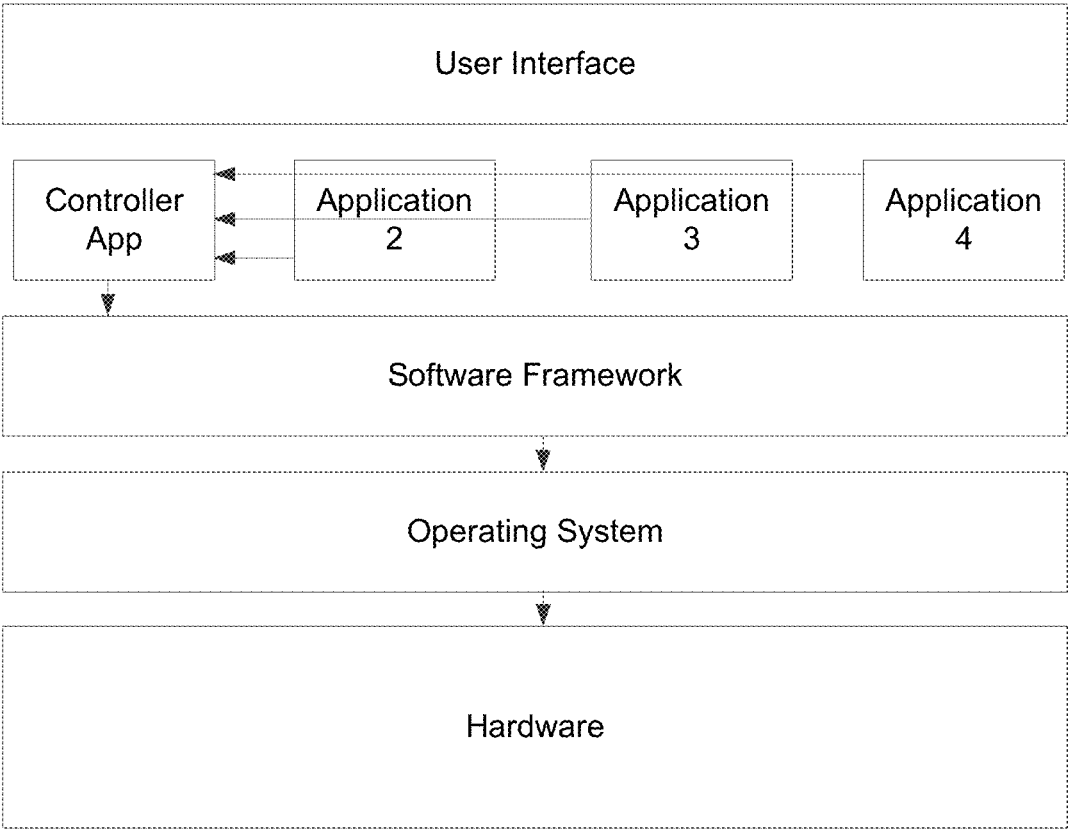 User Interface
Controller
App
Application
2
Application
3
Application
4
Software Framework
Operating System
Hardware